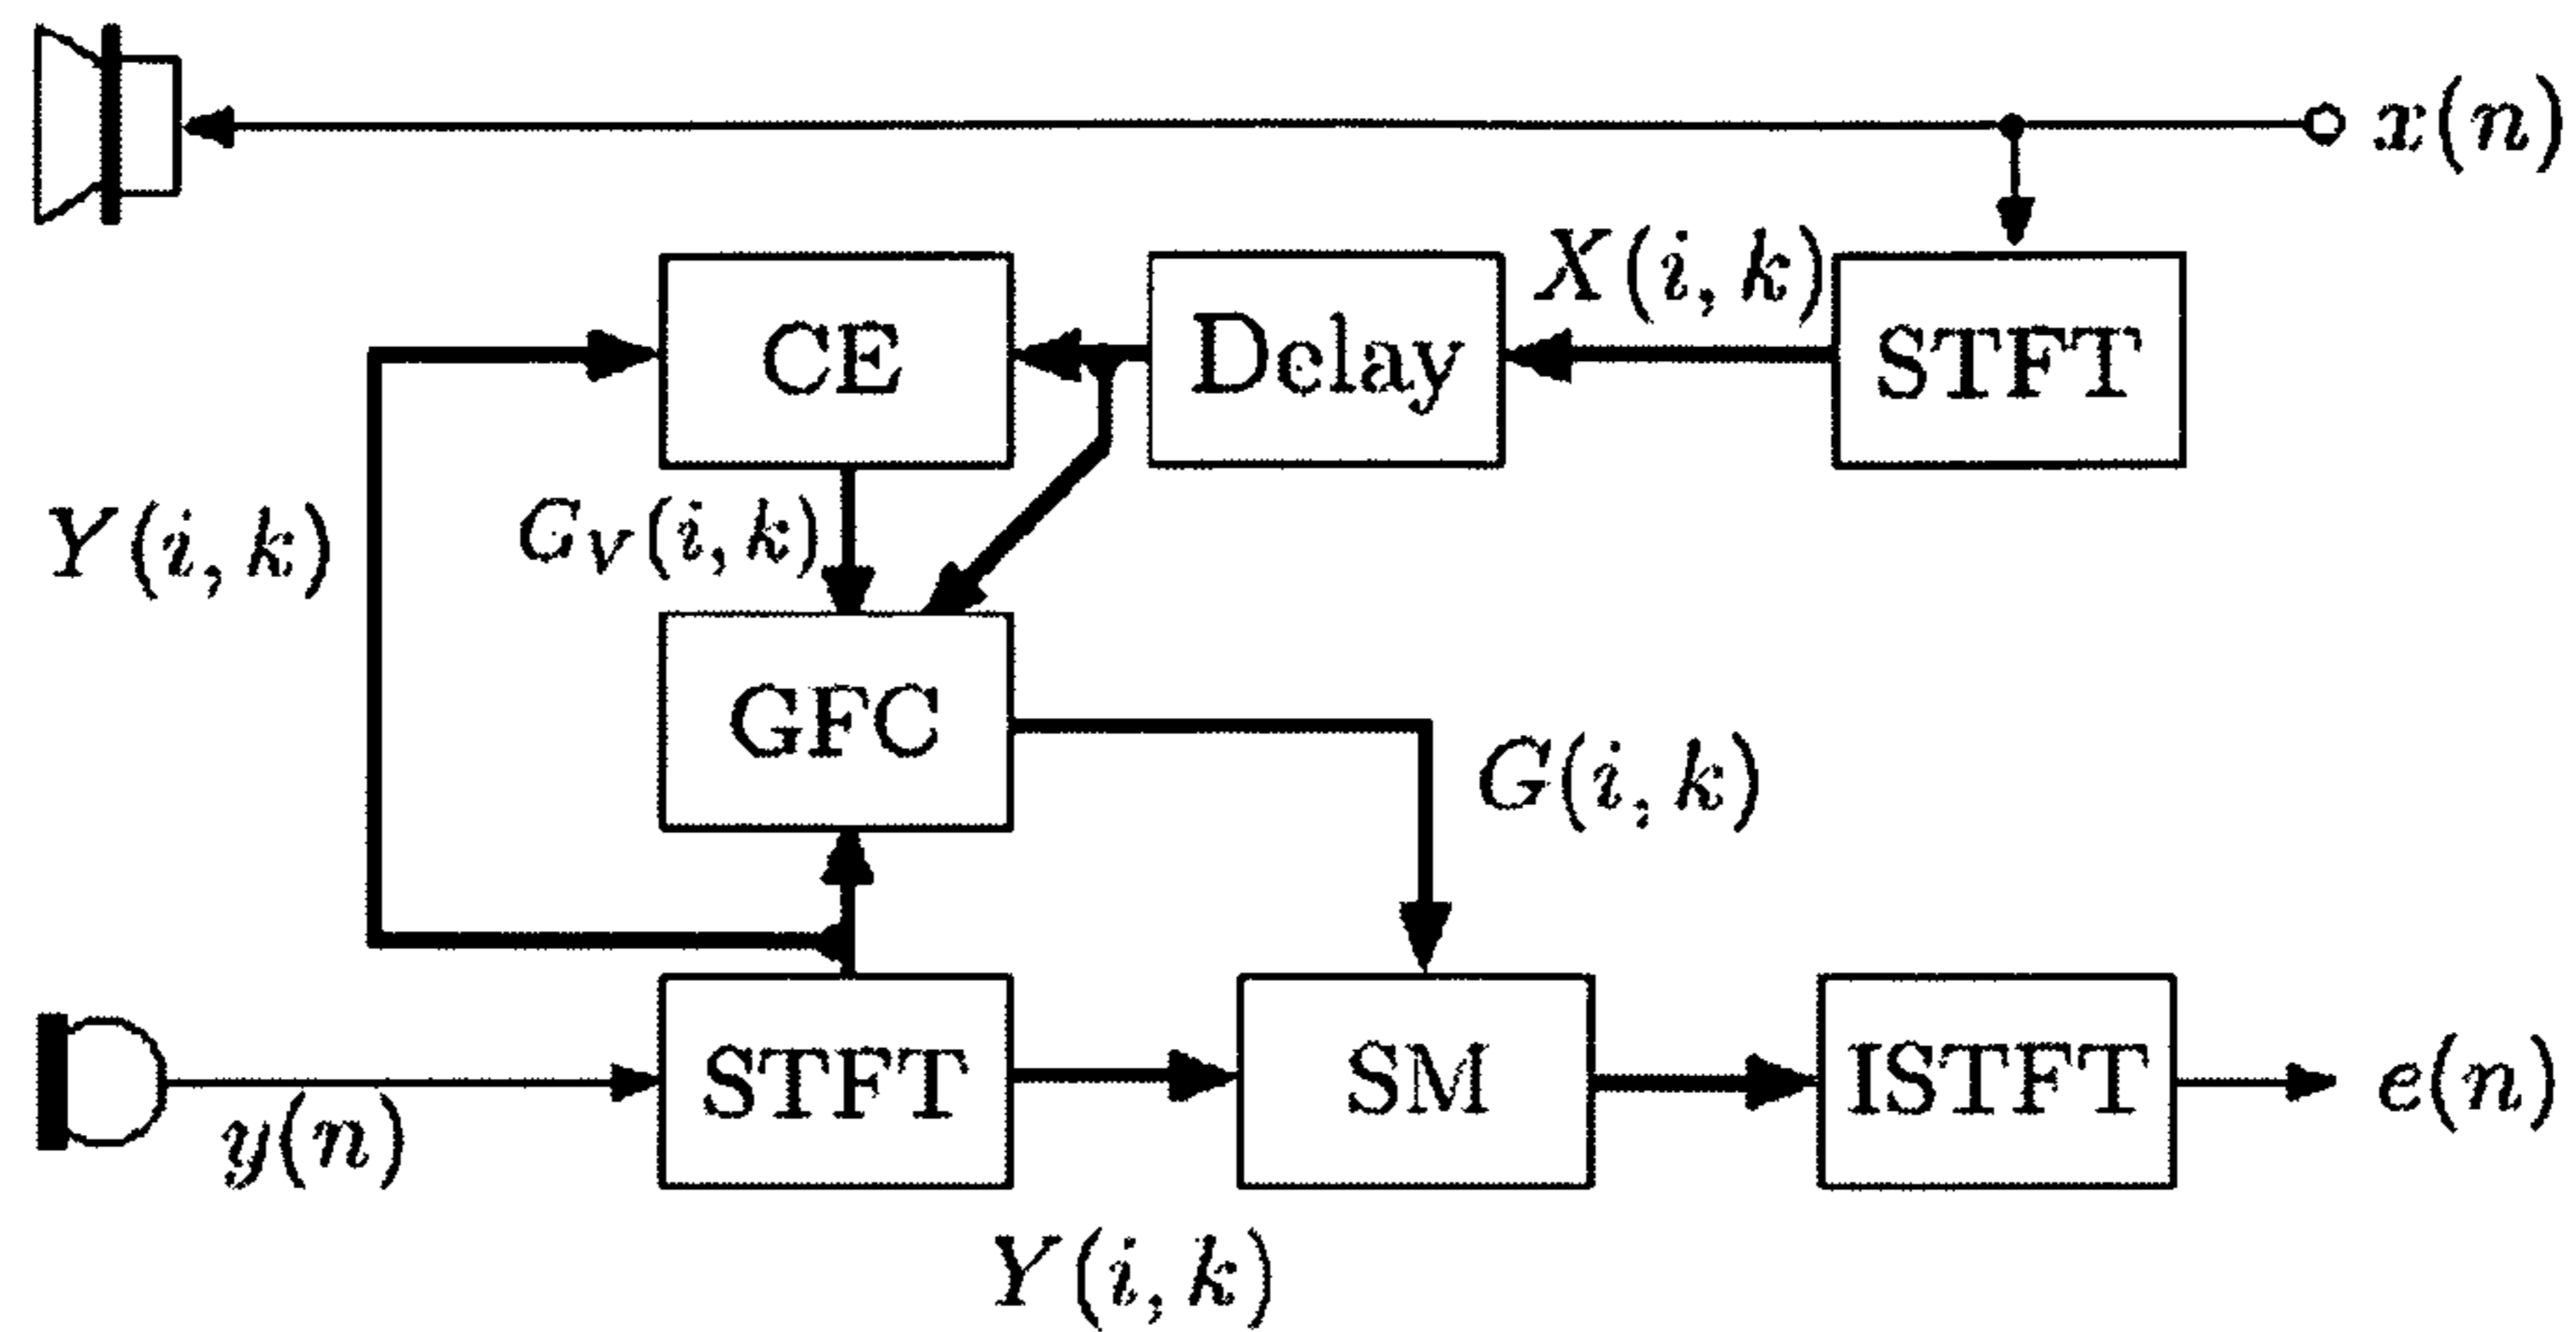 x(n)
X(i, k)
CE
Delay
STFT
Y(i, k)
G_V(i, k)
GFC
G(i, k)
STFT
SM
ISTFT
e(n)
y(n)
Y(i, k)